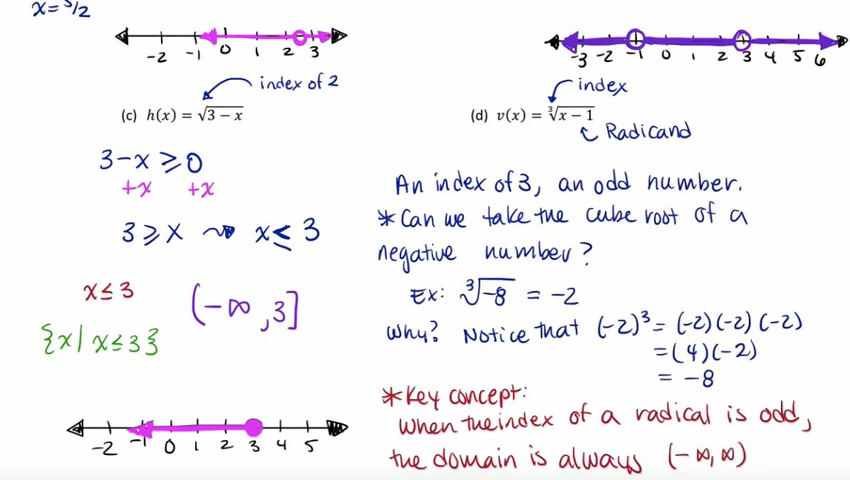 x = 5/2
-2 -1 0 1 2 3
-3 -2 -1 0 1 2 3 4 5 6
index of 2
(c) h(x) = √(3 − x)
3 - x ≥ 0
+x +x
3 ≥ x ⇝ x ≤ 3
x ≤ 3
(-∞, 3]
{x | x ≤ 3}
-2 -1 0 1 2 3 4 5
index
(d) v(x) = ∛(x − 1)
Radicand
An index of 3, an odd number.
*Can we take the cube root of a
negative number?
Ex: ∛(-8) = -2
Why? Notice that (-2)³ = (-2)(-2)(-2)
= (4)(-2)
= -8
*Key concept:
When the index of a radical is odd,
the domain is always (-∞, ∞)